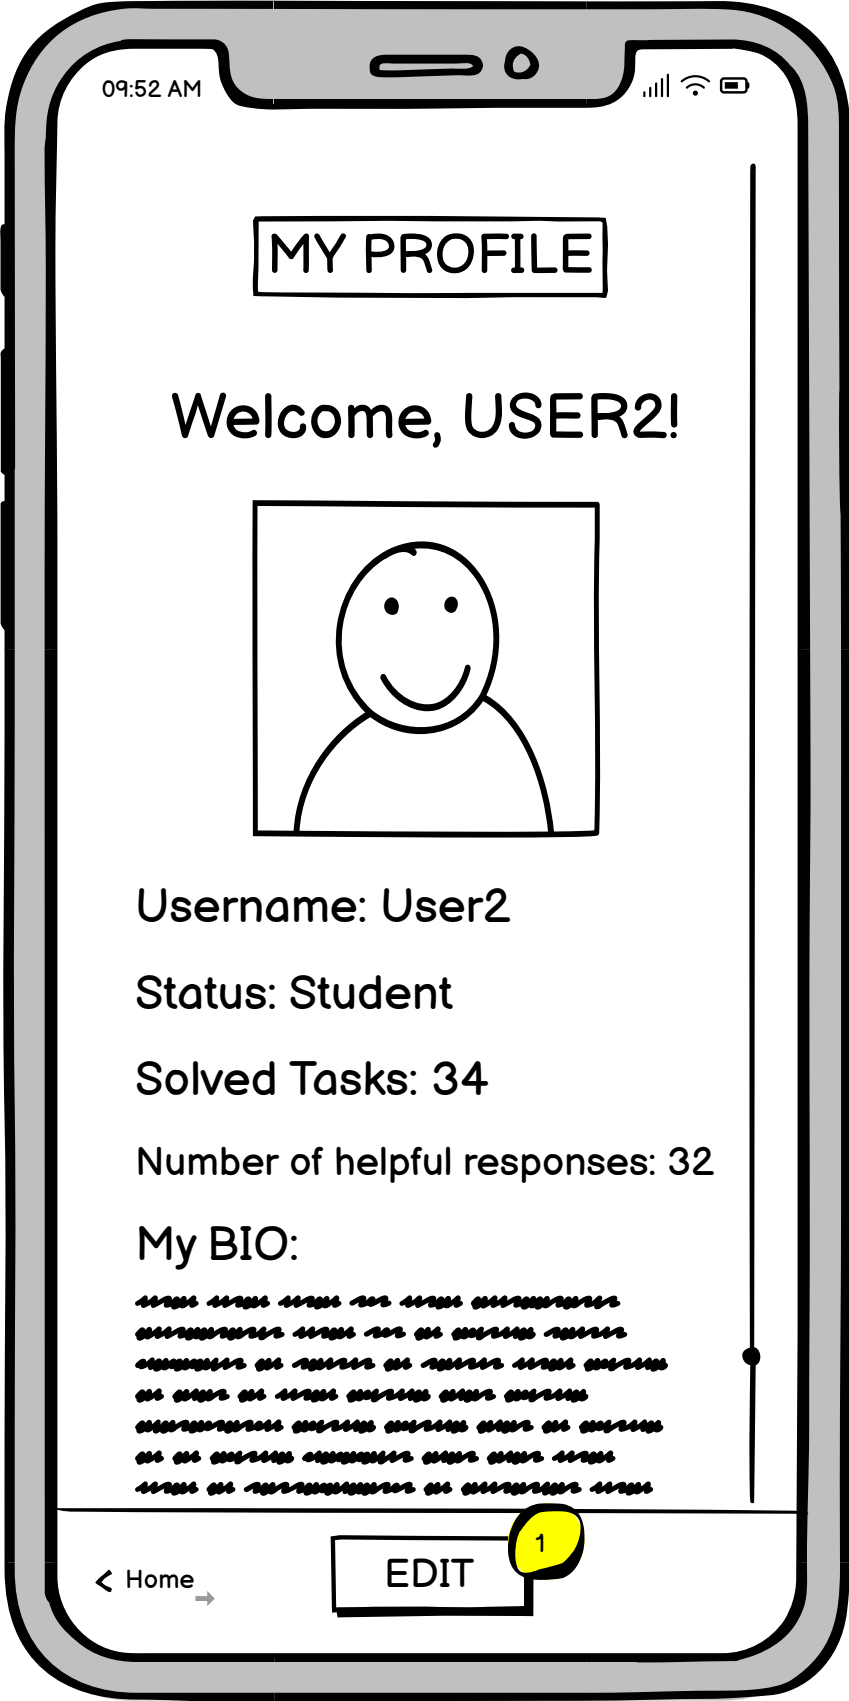 09:52 AM
MY PROFILE
Welcome, USER2!
Username: User2
Status: Student
Solved Tasks: 34
Number of helpful responses: 32
My BIO:
1
EDIT
Home